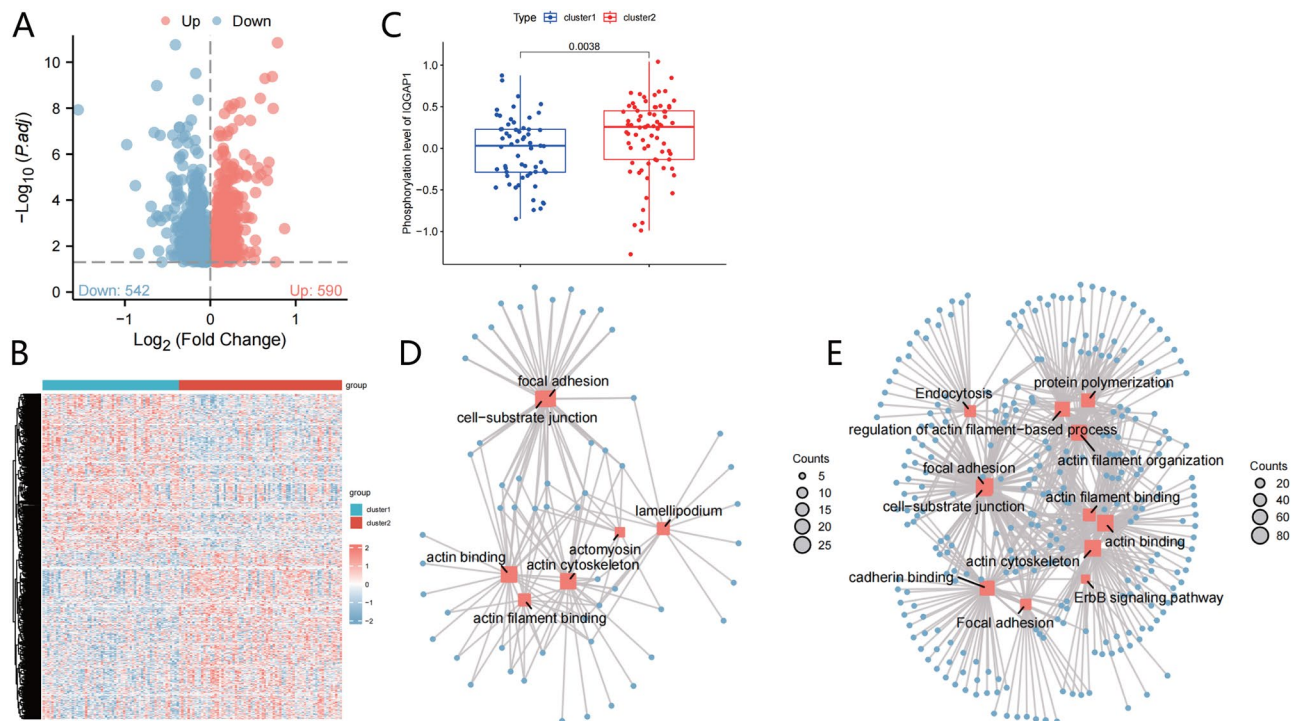 A
Up Down
10
8
6
4
2
0
−Log10 (P.adj)
Down: 542
Up: 590
−1 0 1
Log2 (Fold Change)
B
group
group
cluster1
cluster2
2
1
0
−1
−2
C
Type cluster1 cluster2
0.0038
1.0
0.5
0.0
−0.5
−1.0
Phosphorylation level of IQGAP1
D
focal adhesion
cell−substrate junction
lamellipodium
actomyosin
actin binding
actin cytoskeleton
actin filament binding
Counts
5
10
15
20
25
E
Endocytosis
protein polymerization
regulation of actin filament−based process
actin filament organization
focal adhesion
cell−substrate junction
actin filament binding
actin binding
actin cytoskeleton
cadherin binding
ErbB signaling pathway
Focal adhesion
Counts
20
40
60
80